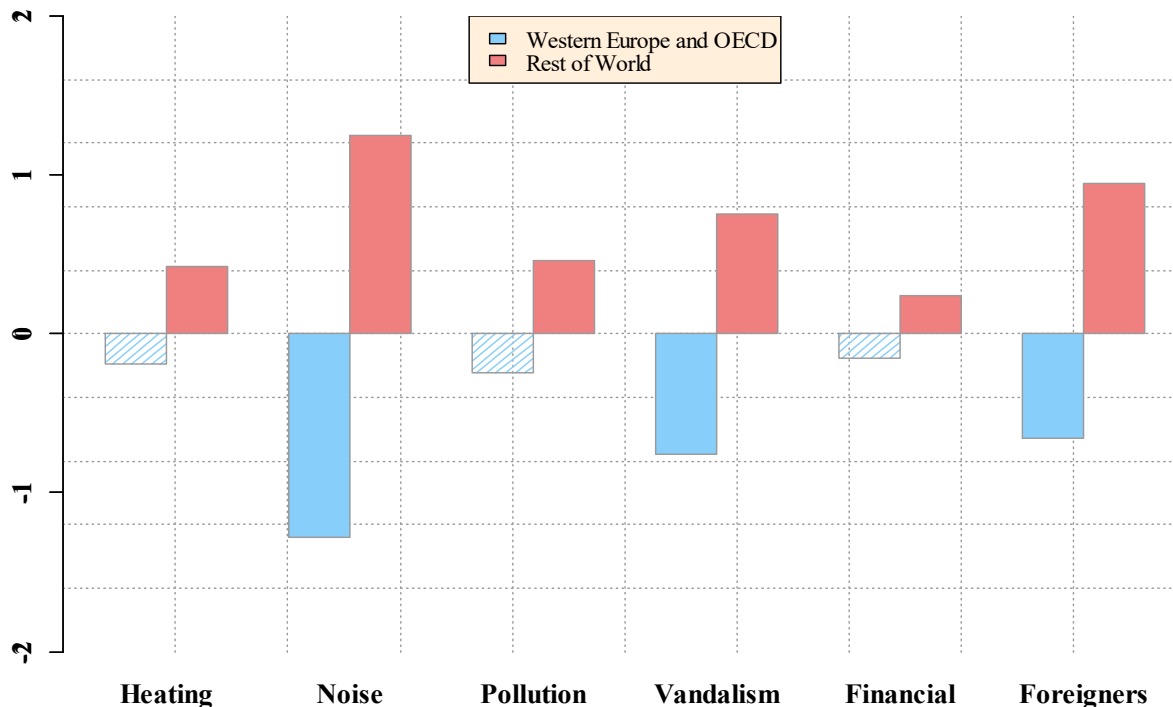 2
Western Europe and OECD
Rest of World
1
0
-1
-2
Heating Noise Pollution Vandalism Financial Foreigners